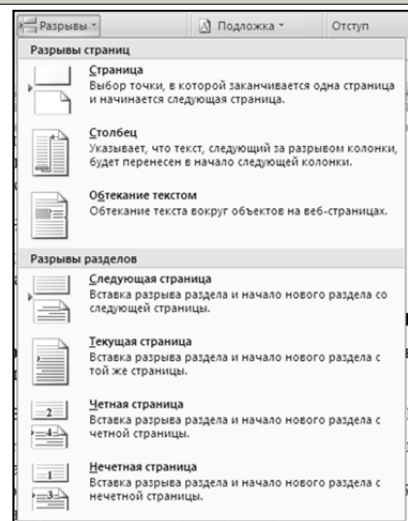 Разрывы Подложка Отступ
Разрывы страниц
Страница
Выбор точки, в которой заканчивается одна страница
и начинается следующая страница.
Столбец
Указывает, что текст, следующий за разрывом колонки,
будет перенесен в начало следующей колонки.
Обтекание текстом
Обтекание текста вокруг объектов на веб-страницах.
Разрывы разделов
Следующая страница
Вставка разрыва раздела и начало нового раздела со
следующей страницы.
Текущая страница
Вставка разрыва раздела и начало нового раздела с
той же страницы.
Четная страница
Вставка разрыва раздела и начало нового раздела с
четной страницы.
Нечетная страница
Вставка разрыва раздела и начало нового раздела с
нечетной страницы.
2
4
1
3